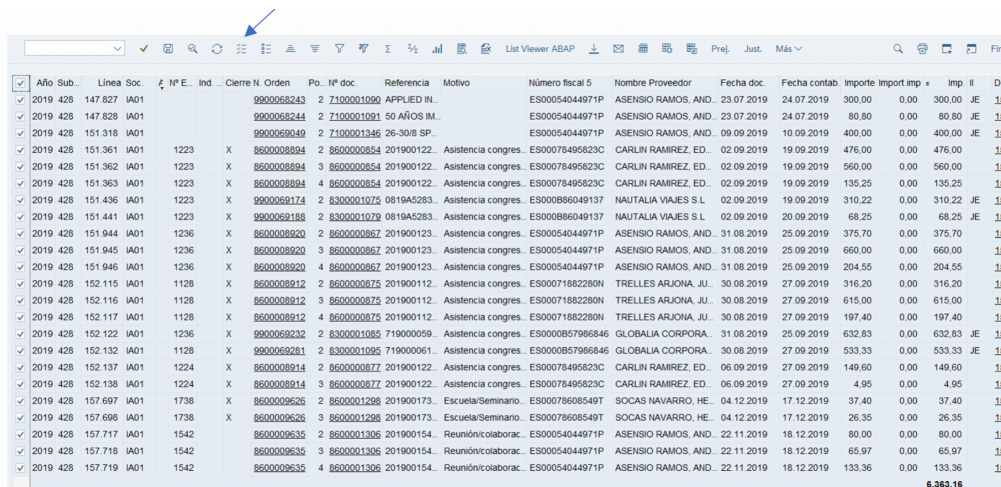 List Viewer ABAP Prej. Just. Más
Año Sub... Línea Soc. Nº E... Ind. ... Cierre N. Orden Po... Nº doc. Referencia Motivo Número fiscal 5 Nombre Proveedor Fecha doc. Fecha contab. Importe Import.imp Imp. II
2019 428 147.827 IA01 9900068243 2 7100001090 APPLIED IN... ES00054044971P ASENSIO RAMOS, AND... 23.07.2019 24.07.2019 300,00 0,00 300,00 JE
2019 428 147.828 IA01 9900068244 2 7100001091 50 AÑOS IM... ES00054044971P ASENSIO RAMOS, AND... 23.07.2019 24.07.2019 80,80 0,00 80,80 JE
2019 428 151.318 IA01 9900069049 2 7100001346 26-30/8 SP... ES00054044971P ASENSIO RAMOS, AND... 09.09.2019 10.09.2019 400,00 0,00 400,00 JE
2019 428 151.361 IA01 1223 X 8600008894 2 8600000854 201900122... Asistencia congres... ES00078495823C CARLIN RAMIREZ, ED... 02.09.2019 19.09.2019 476,00 0,00 476,00
2019 428 151.362 IA01 1223 X 8600008894 3 8600000854 201900122... Asistencia congres... ES00078495823C CARLIN RAMIREZ, ED... 02.09.2019 19.09.2019 560,00 0,00 560,00
2019 428 151.363 IA01 1223 X 8600008894 4 8600000854 201900122... Asistencia congres... ES00078495823C CARLIN RAMIREZ, ED... 02.09.2019 19.09.2019 135,25 0,00 135,25
2019 428 151.436 IA01 1223 X 9900069174 2 8300001075 0819A5283... Asistencia congres... ES000B86049137 NAUTALIA VIAJES S.L 02.09.2019 19.09.2019 310,22 0,00 310,22 JE
2019 428 151.441 IA01 1223 X 9900069188 2 8300001079 0819A5283... Asistencia congres... ES000B86049137 NAUTALIA VIAJES S.L 02.09.2019 20.09.2019 68,25 0,00 68,25 JE
2019 428 151.944 IA01 1236 X 8600008920 2 8600000867 201900123... Asistencia congres... ES00054044971P ASENSIO RAMOS, AND... 31.08.2019 25.09.2019 375,70 0,00 375,70
2019 428 151.945 IA01 1236 X 8600008920 3 8600000867 201900123... Asistencia congres... ES00054044971P ASENSIO RAMOS, AND... 31.08.2019 25.09.2019 660,00 0,00 660,00
2019 428 151.946 IA01 1236 X 8600008920 4 8600000867 201900123... Asistencia congres... ES00054044971P ASENSIO RAMOS, AND... 31.08.2019 25.09.2019 204,55 0,00 204,55
2019 428 152.115 IA01 1128 X 8600008912 2 8600000875 201900112... Asistencia congres... ES00071882280N TRELLES ARJONA, JU... 30.08.2019 27.09.2019 316,20 0,00 316,20
2019 428 152.116 IA01 1128 X 8600008912 3 8600000875 201900112... Asistencia congres... ES00071882280N TRELLES ARJONA, JU... 30.08.2019 27.09.2019 615,00 0,00 615,00
2019 428 152.117 IA01 1128 X 8600008912 4 8600000875 201900112... Asistencia congres... ES00071882280N TRELLES ARJONA, JU... 30.08.2019 27.09.2019 197,40 0,00 197,40
2019 428 152.122 IA01 1236 X 9900069232 2 8300001085 719000059... Asistencia congres... ES0000B57986846 GLOBALIA CORPORA... 31.08.2019 25.09.2019 632,83 0,00 632,83 JE
2019 428 152.132 IA01 1128 X 9900069281 2 8300001095 719000061... Asistencia congres... ES0000B57986846 GLOBALIA CORPORA... 30.08.2019 27.09.2019 533,33 0,00 533,33 JE
2019 428 152.137 IA01 1224 X 8600008914 2 8600000877 201900122... Asistencia congres... ES00078495823C CARLIN RAMIREZ, ED... 06.09.2019 27.09.2019 149,60 0,00 149,60
2019 428 152.138 IA01 1224 X 8600008914 3 8600000877 201900122... Asistencia congres... ES00078495823C CARLIN RAMIREZ, ED... 06.09.2019 27.09.2019 4,95 0,00 4,95
2019 428 157.697 IA01 1738 X 8600009626 2 8600001298 201900173... Escuela/Seminario... ES00078608549T SOCAS NAVARRO, HE... 04.12.2019 17.12.2019 37,40 0,00 37,40
2019 428 157.698 IA01 1738 X 8600009626 3 8600001298 201900173... Escuela/Seminario... ES00078608549T SOCAS NAVARRO, HE... 04.12.2019 17.12.2019 26,35 0,00 26,35
2019 428 157.717 IA01 1542 8600009635 2 8600001306 201900154... Reunión/colaborac... ES00054044971P ASENSIO RAMOS, AND... 22.11.2019 18.12.2019 80,00 0,00 80,00
2019 428 157.718 IA01 1542 8600009635 3 8600001306 201900154... Reunión/colaborac... ES00054044971P ASENSIO RAMOS, AND... 22.11.2019 18.12.2019 65,97 0,00 65,97
2019 428 157.719 IA01 1542 8600009635 4 8600001306 201900154... Reunión/colaborac... ES00054044971P ASENSIO RAMOS, AND... 22.11.2019 18.12.2019 133,36 0,00 133,36
6.363,16